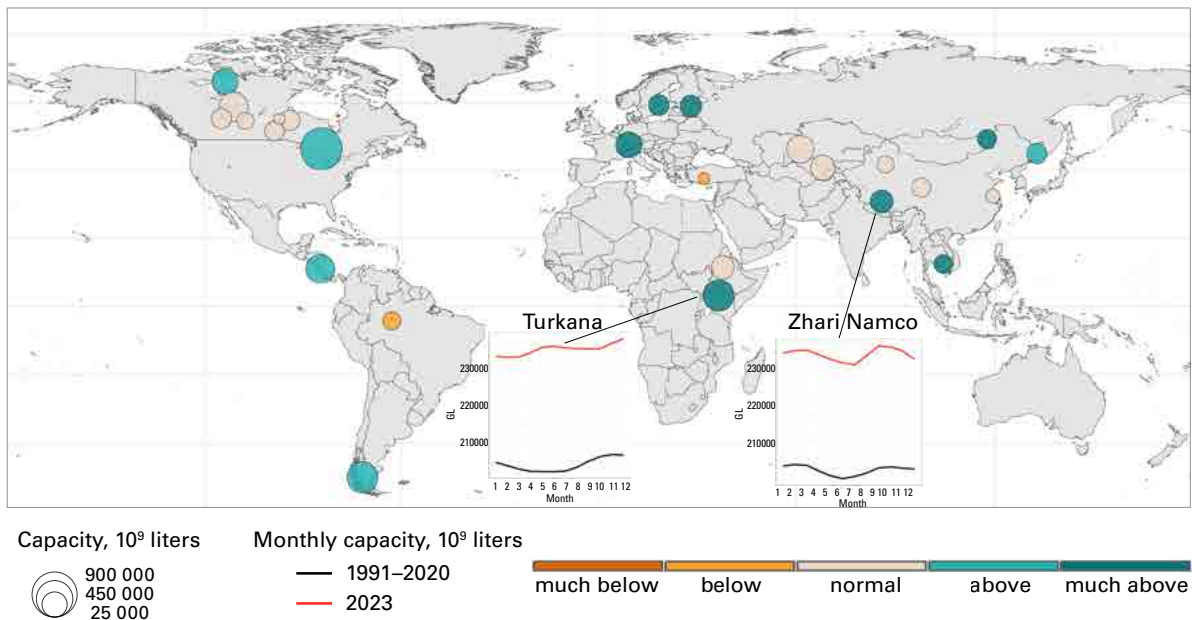 Turkana
Zhari Namco
230000
220000
210000
GL
1 2 3 4 5 6 7 8 9 10 11 12
Month
230000
220000
210000
GL
1 2 3 4 5 6 7 8 9 10 11 12
Month
Capacity, 10⁹ liters
900 000
450 000
25 000
Monthly capacity, 10⁹ liters
1991–2020
2023
much below
below
normal
above
much above